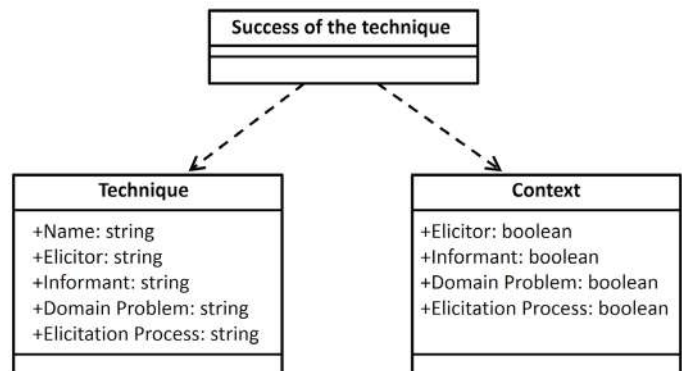 Success of the technique
Technique
+Name: string
+Elicitor: string
+Informant: string
+Domain Problem: string
+Elicitation Process: string
Context
+Elicitor: boolean
+Informant: boolean
+Domain Problem: boolean
+Elicitation Process: boolean